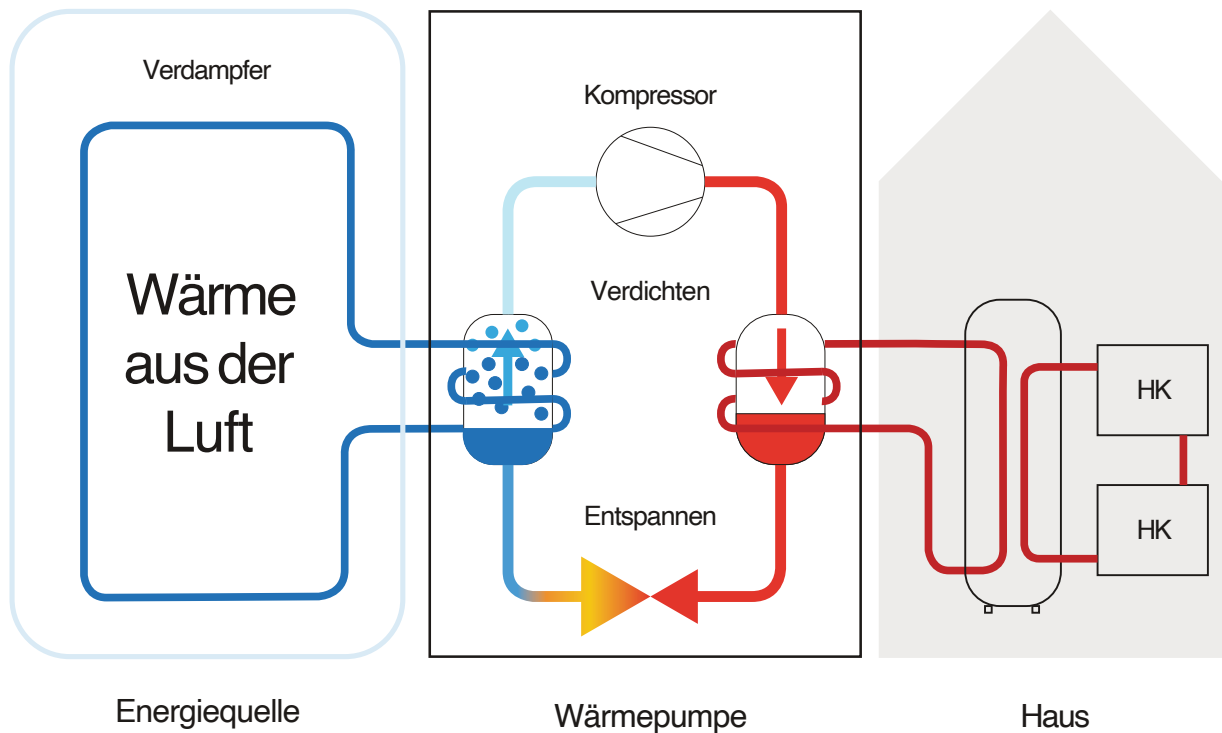 Verdampfer
Wärme
aus der
Luft
Energiequelle
Kompressor
Verdichten
Entspannen
Wärmepumpe
HK
HK
Haus